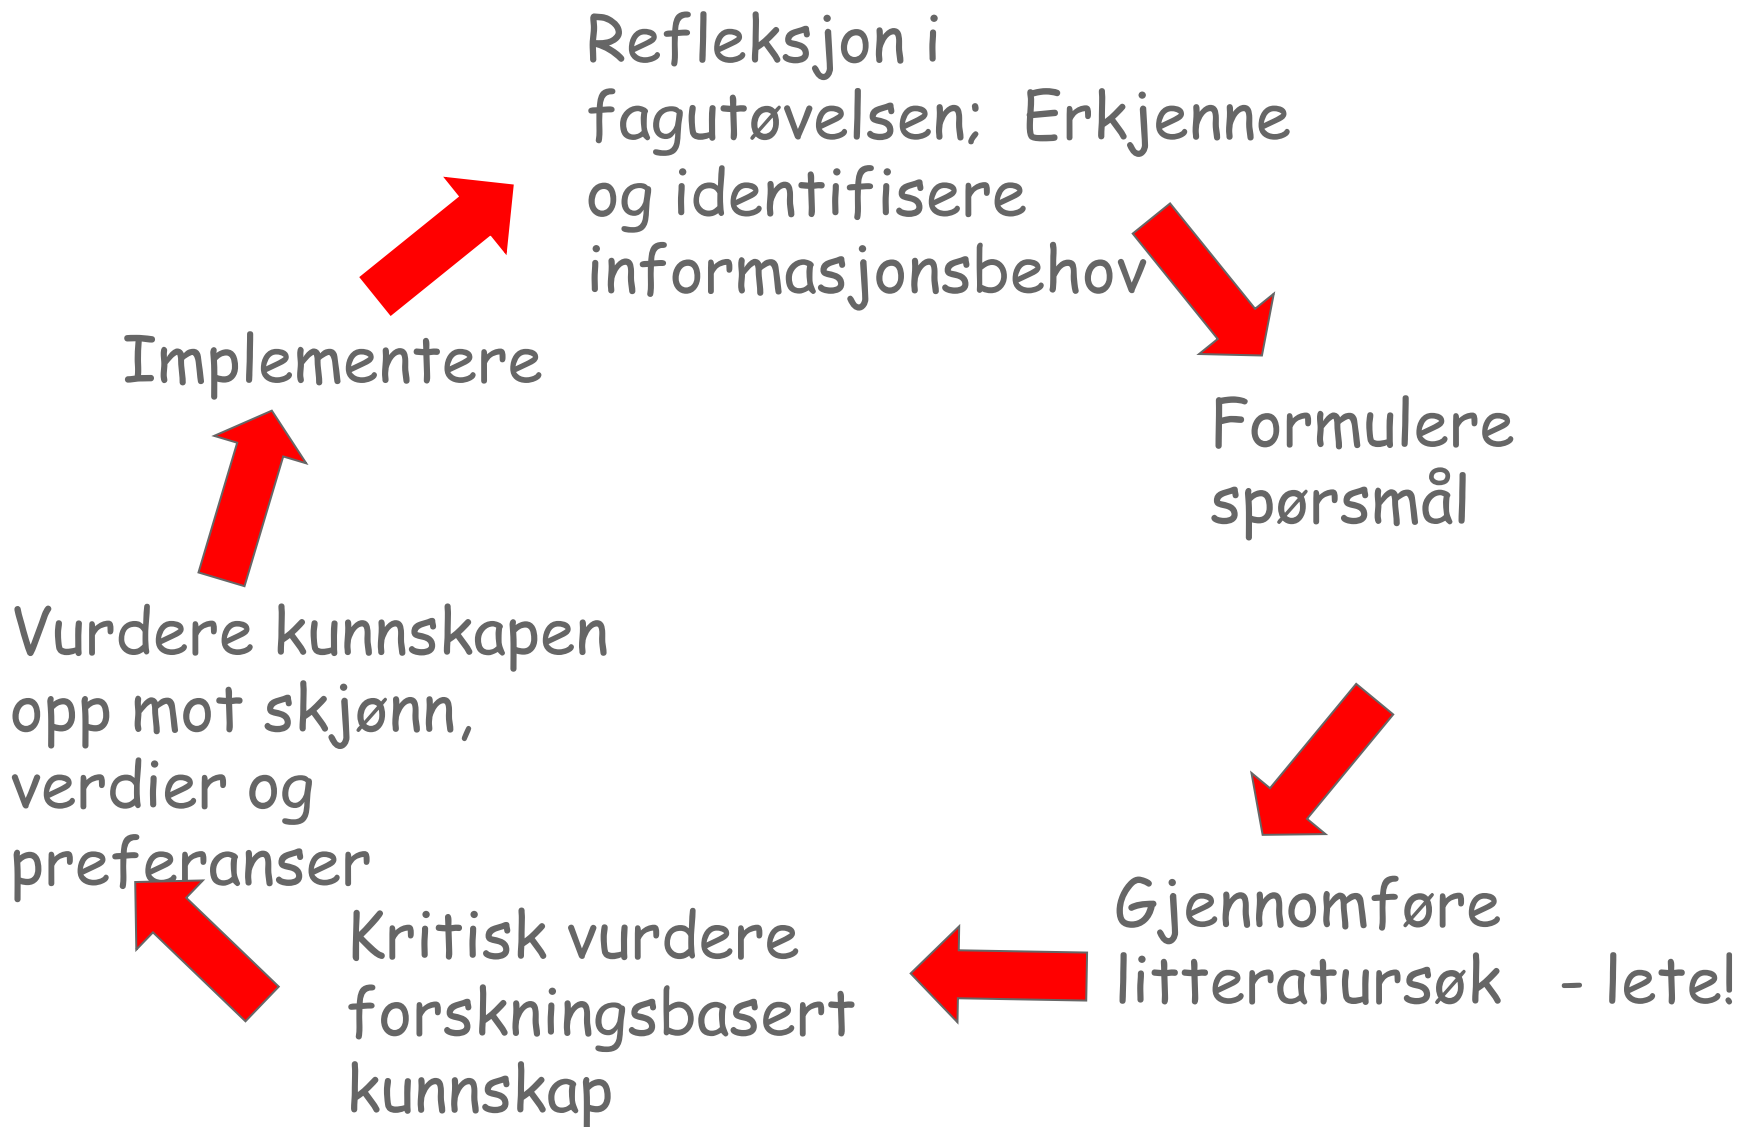 Refleksjon i
fagutøvelsen; Erkjenne
og identifisere
informasjonsbehov
Formulere
spørsmål
Gjennomføre
litteratursøk - lete!
Kritisk vurdere
forskningsbasert
kunnskap
Vurdere kunnskapen
opp mot skjønn,
verdier og
preferanser
Implementere